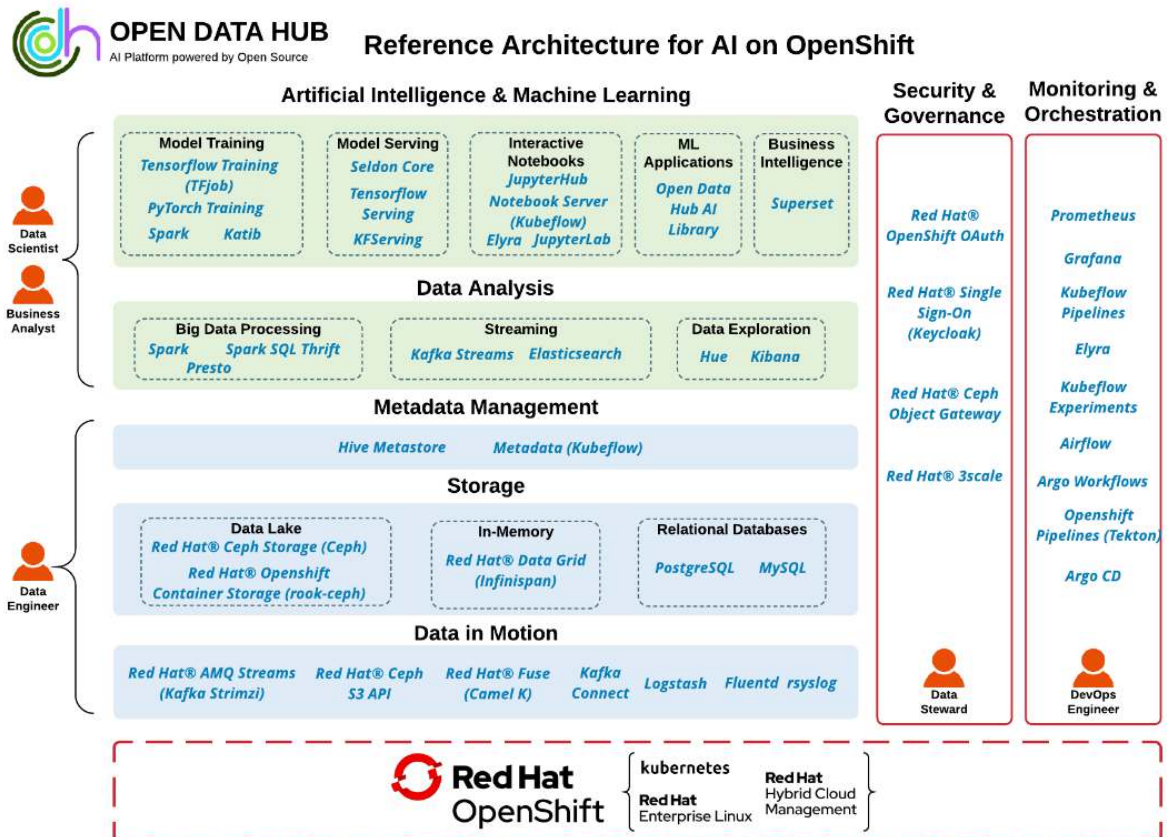 OPEN DATA HUB
AI Platform powered by Open Source
Reference Architecture for AI on OpenShift
Artificial Intelligence & Machine Learning
Model Training
Tensorflow Training
(TFjob)
PyTorch Training
Spark Katib
Model Serving
Seldon Core
Tensorflow
Serving
KFServing
Interactive
Notebooks
JupyterHub
Notebook Server
(Kubeflow)
Elyra JupyterLab
ML
Applications
Open Data
Hub AI
Library
Business
Intelligence
Superset
Data
Scientist
Business
Analyst
Data Analysis
Big Data Processing
Spark Spark SQL Thrift
Presto
Streaming
Kafka Streams Elasticsearch
Data Exploration
Hue Kibana
Metadata Management
Hive Metastore Metadata (Kubeflow)
Storage
Data Lake
Red Hat® Ceph Storage (Ceph)
Red Hat® Openshift
Container Storage (rook-ceph)
In-Memory
Red Hat® Data Grid
(Infinispan)
Relational Databases
PostgreSQL MySQL
Data
Engineer
Data in Motion
Red Hat® AMQ Streams
(Kafka Strimzi)
Red Hat® Ceph
S3 API
Red Hat® Fuse
(Camel K)
Kafka
Connect
Logstash
Fluentd rsyslog
Security &
Governance
Red Hat®
OpenShift OAuth
Red Hat® Single
Sign-On
(Keycloak)
Red Hat® Ceph
Object Gateway
Red Hat® 3scale
Data
Steward
Monitoring &
Orchestration
Prometheus
Grafana
Kubeflow
Pipelines
Elyra
Kubeflow
Experiments
Airflow
Argo Workflows
Openshift
Pipelines (Tekton)
Argo CD
DevOps
Engineer
Red Hat
OpenShift
kubernetes
Red Hat
Enterprise Linux
Red Hat
Hybrid Cloud
Management